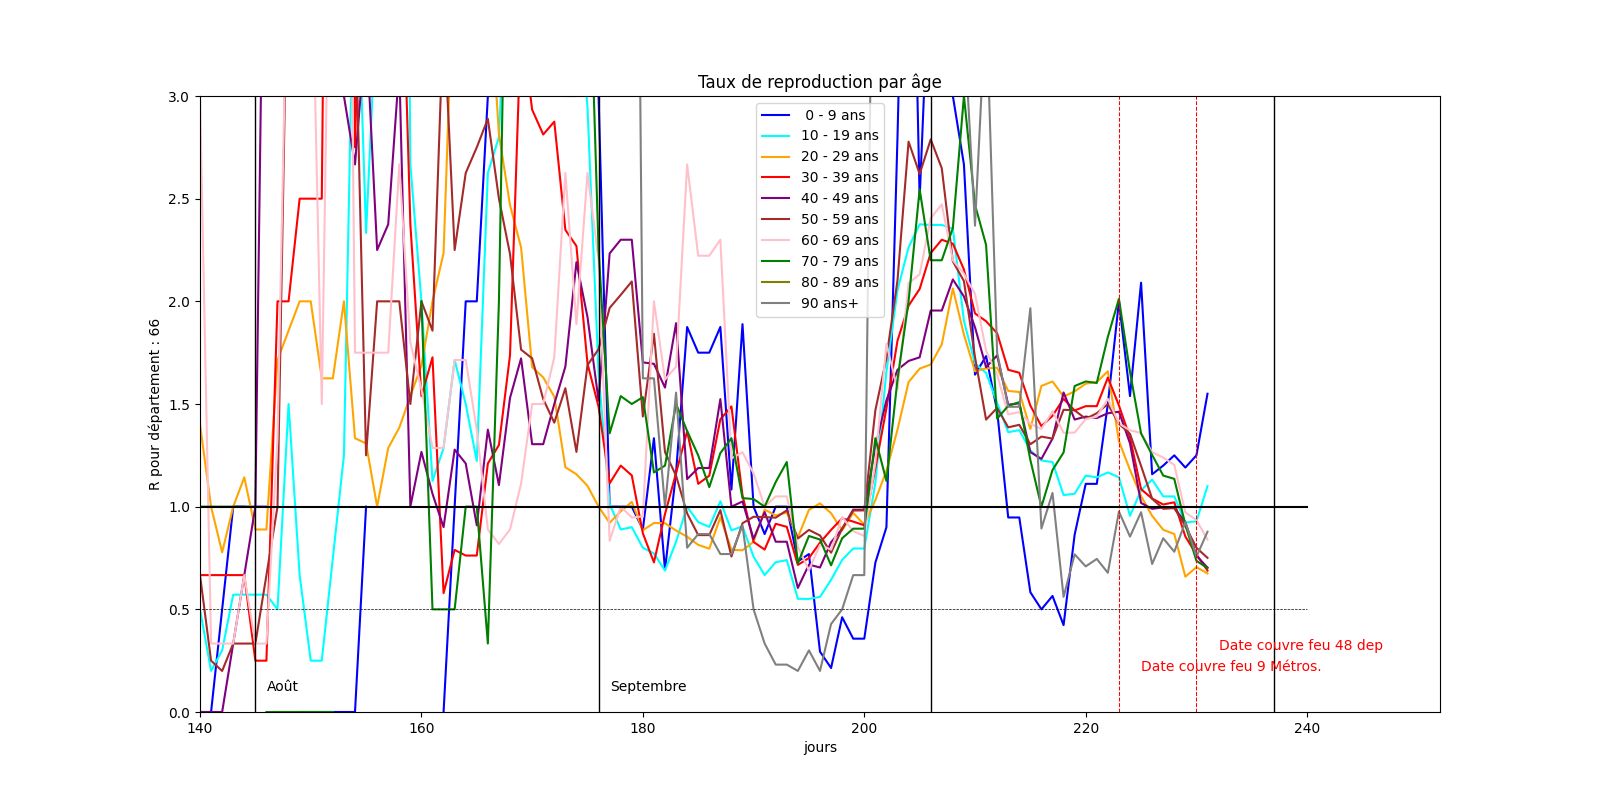 Taux de reproduction par âge
R pour département : 66
3.0
2.5
2.0
1.5
1.0
0.5
0.0
0 - 9 ans
10 - 19 ans
20 - 29 ans
30 - 39 ans
40 - 49 ans
50 - 59 ans
60 - 69 ans
70 - 79 ans
80 - 89 ans
90 ans+
Date couvre feu 48 dep
Date couvre feu 9 Métros.
Août
Septembre
140
160
180
200
220
240
jours